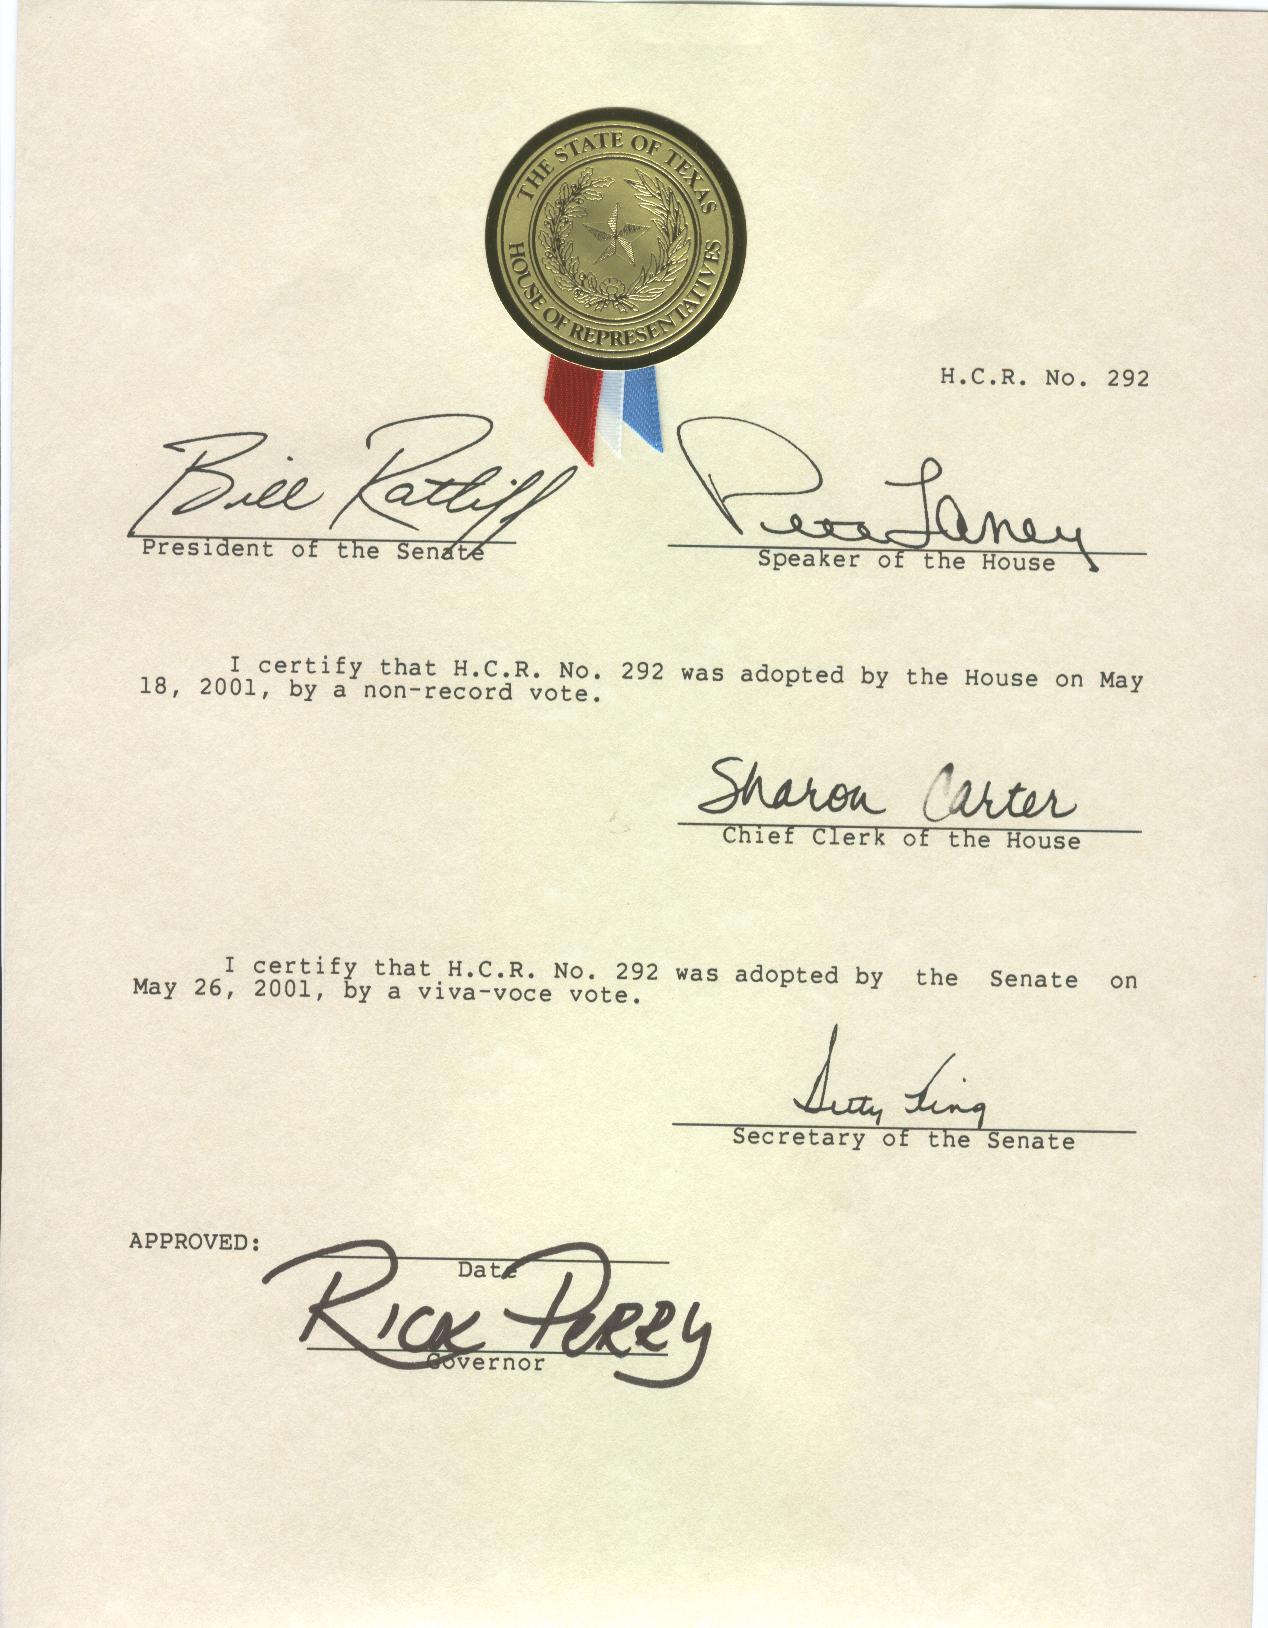 THE STATE OF TEXAS
HOUSE OF REPRESENTATIVES
H.C.R. No. 292
Bill Ratliff
President of the Senate
Pete Laney
Speaker of the House
I certify that H.C.R. No. 292 was adopted by the House on May
18, 2001, by a non-record vote.
Sharon Carter
Chief Clerk of the House
I certify that H.C.R. No. 292 was adopted by the Senate on
May 26, 2001, by a viva-voce vote.
Betty King
Secretary of the Senate
APPROVED:
Date
Rick Perry
Governor